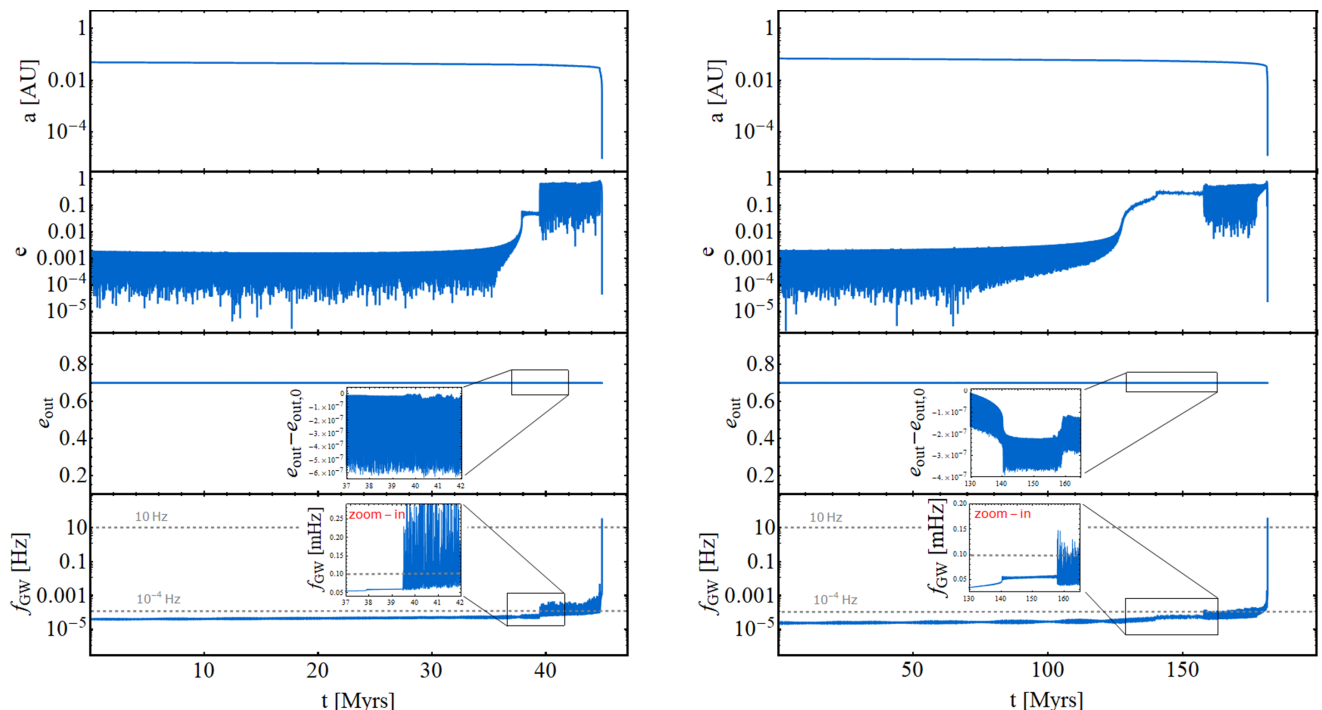 a [AU]
1
0.01
10⁻⁴
e
1
0.1
0.001
10⁻⁴
10⁻⁵
e_out
0.8
0.6
0.4
0.2
e_out−e_out,0
0
−1.×10⁻⁷
−2.×10⁻⁷
−3.×10⁻⁷
−4.×10⁻⁷
−5.×10⁻⁷
−6.×10⁻⁷
37 38 39 40 41 42
f_GW [Hz]
10
0.1
0.001
10⁻⁵
10 Hz
10⁻⁴ Hz
f_GW [mHz]
zoom – in
0.25
0.20
0.15
0.10
0.05
37 38 39 40 41 42
10 20 30 40
t [Myrs]
a [AU]
1
0.01
10⁻⁴
e
1
0.1
0.001
10⁻⁴
10⁻⁵
e_out
0.8
0.6
0.4
0.2
e_out−e_out,0
0
−1.×10⁻⁷
−2.×10⁻⁷
−3.×10⁻⁷
−4.×10⁻⁷
130 140 150 160
f_GW [Hz]
10
0.1
0.001
10⁻⁵
10 Hz
10⁻⁴ Hz
f_GW [mHz]
zoom – in
0.20
0.15
0.10
0.05
130 140 150 160
50 100 150
t [Myrs]